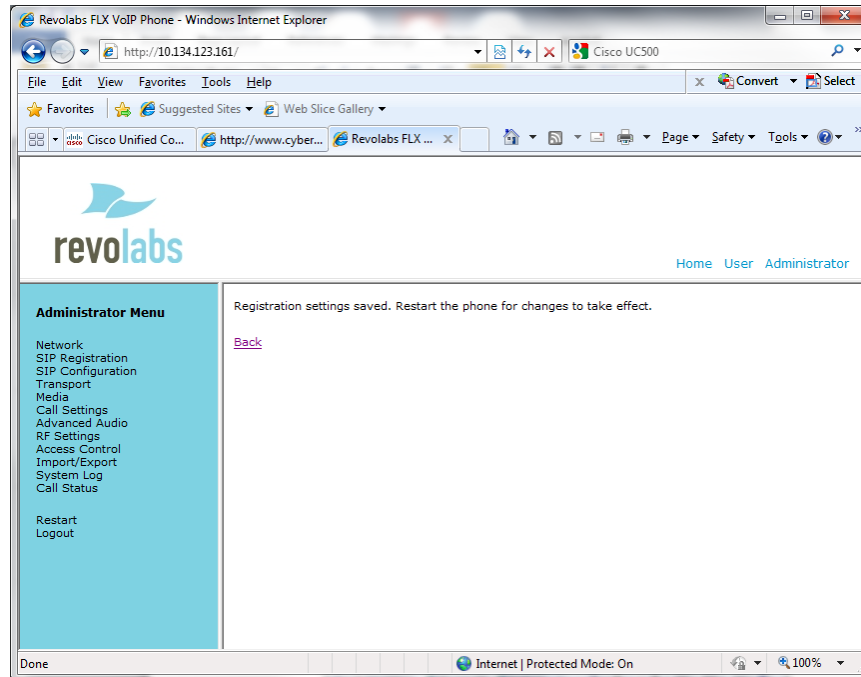 Revolabs FLX VoIP Phone - Windows Internet Explorer
http://10.134.123.161/
Cisco UC500
File Edit View Favorites Tools Help
x Convert Select
Favorites Suggested Sites Web Slice Gallery
Cisco Unified Co... http://www.cyber... Revolabs FLX ... x Page Safety Tools »
cisco
revolabs
Home User Administrator
Administrator Menu
Network
SIP Registration
SIP Configuration
Transport
Media
Call Settings
Advanced Audio
RF Settings
Access Control
Import/Export
System Log
Call Status
Restart
Logout
Registration settings saved. Restart the phone for changes to take effect.
Back
Done Internet | Protected Mode: On 100%